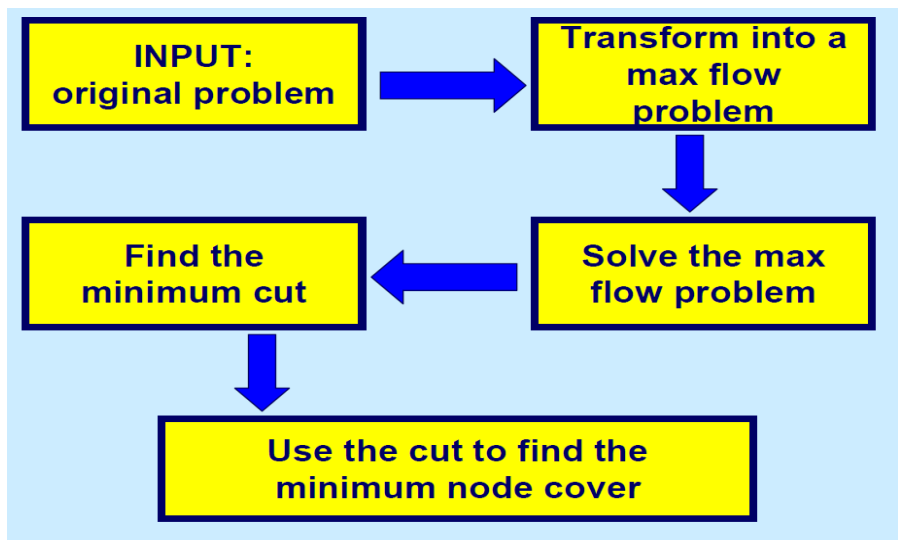 INPUT:
original problem
Transform into a
max flow
problem
Solve the max
flow problem
Find the
minimum cut
Use the cut to find the
minimum node cover